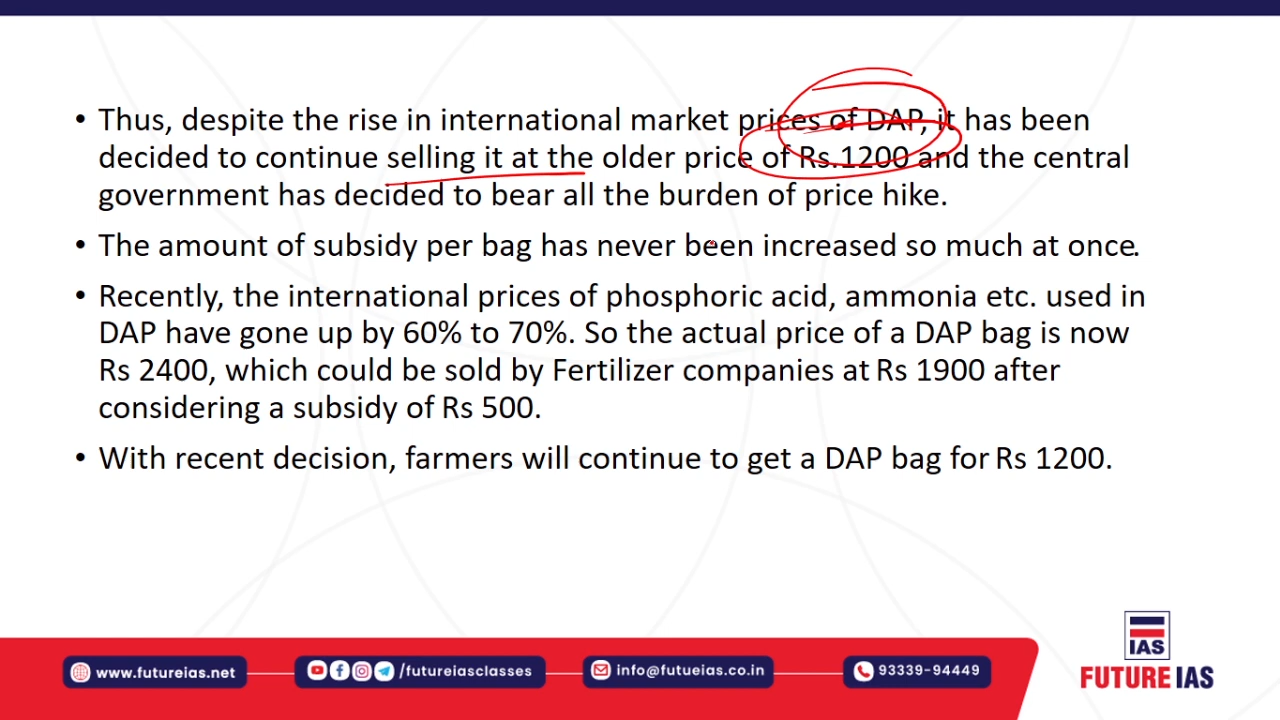 • Thus, despite the rise in international market prices of DAP, it has been
decided to continue selling it at the older price of Rs.1200 and the central
government has decided to bear all the burden of price hike.
• The amount of subsidy per bag has never been increased so much at once.
• Recently, the international prices of phosphoric acid, ammonia etc. used in
DAP have gone up by 60% to 70%. So the actual price of a DAP bag is now
Rs 2400, which could be sold by Fertilizer companies at Rs 1900 after
considering a subsidy of Rs 500.
• With recent decision, farmers will continue to get a DAP bag for Rs 1200.
IAS
FUTURE IAS
www.futureias.net
/futureiasclasses
info@futueias.co.in
93339-94449